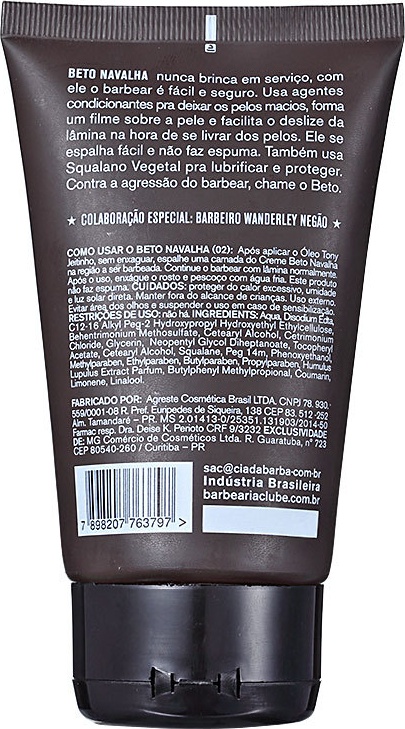 BETO NAVALHA nunca brinca em serviço, com
ele o barbear é fácil e seguro. Usa agentes
condicionantes pra deixar os pelos macios, forma
um filme sobre a pele e facilita o deslize da
lâmina na hora de se livrar dos pelos. Ele se
espalha fácil e não faz espuma. Também usa
Squalano Vegetal pra lubrificar e proteger.
Contra a agressão do barbear, chame o Beto.
★ COLABORAÇÃO ESPECIAL: BARBEIRO WANDERLEY NEGÃO ★
COMO USAR O BETO NAVALHA (02): Após aplicar o Óleo Tony
Jeitinho, sem enxaguar, espalhe uma camada do Creme Beto Navalha
na região a ser barbeada. Continue o barbear com lâmina normalmente.
Após o uso, enxágue o rosto e pescoço com água fria. Este produto
não faz espuma. CUIDADOS: proteger do calor excessivo, umidade
e luz solar direta. Manter fora do alcance de crianças. Uso externo.
Evitar área dos olhos e suspender o uso em caso de sensibilização.
RESTRIÇÕES DE USO: não há. INGREDIENTS: Aqua, Disodium Edta,
C12-16 Alkyl Peg-2 Hydroxypropyl Hydroxyethyl Ethylcellulose,
Behentrimonium Methosulfate, Cetearyl Alcohol, Cetrimonium
Chloride, Glycerin, Neopentyl Glycol Diheptanoate, Tocopheryl
Acetate, Cetearyl Alcohol, Squalane, Peg 14m, Phenoxyethanol,
Methylparaben, Ethylparaben, Butylparaben, Propylparaben, Humulus
Lupulus Extract Parfum, Butylphenyl Methylpropional, Coumarin,
Limonene, Linalool.
FABRICADO POR: Agreste Cosmética Brasil LTDA. CNPJ 78. 930.
559/0001-08 R. Pref. Eurípedes de Siqueira, 138 CEP 83. 512-252
Alm. Tamandaré - PR. MS 2.01413-0/25351.131903/2014-50
Farmac resp. Dra. Deise K. Penoto CRF 9/3232 EXCLUSIVIDADE
DE: MG Comércio de Cosméticos Ltda. R. Guaratuba, nº 723
CEP 80540-260 / Curitiba - PR
sac@ciadabarba.com.br
Indústria Brasileira
barbeariaclube.com.br
7 898207 763797 >